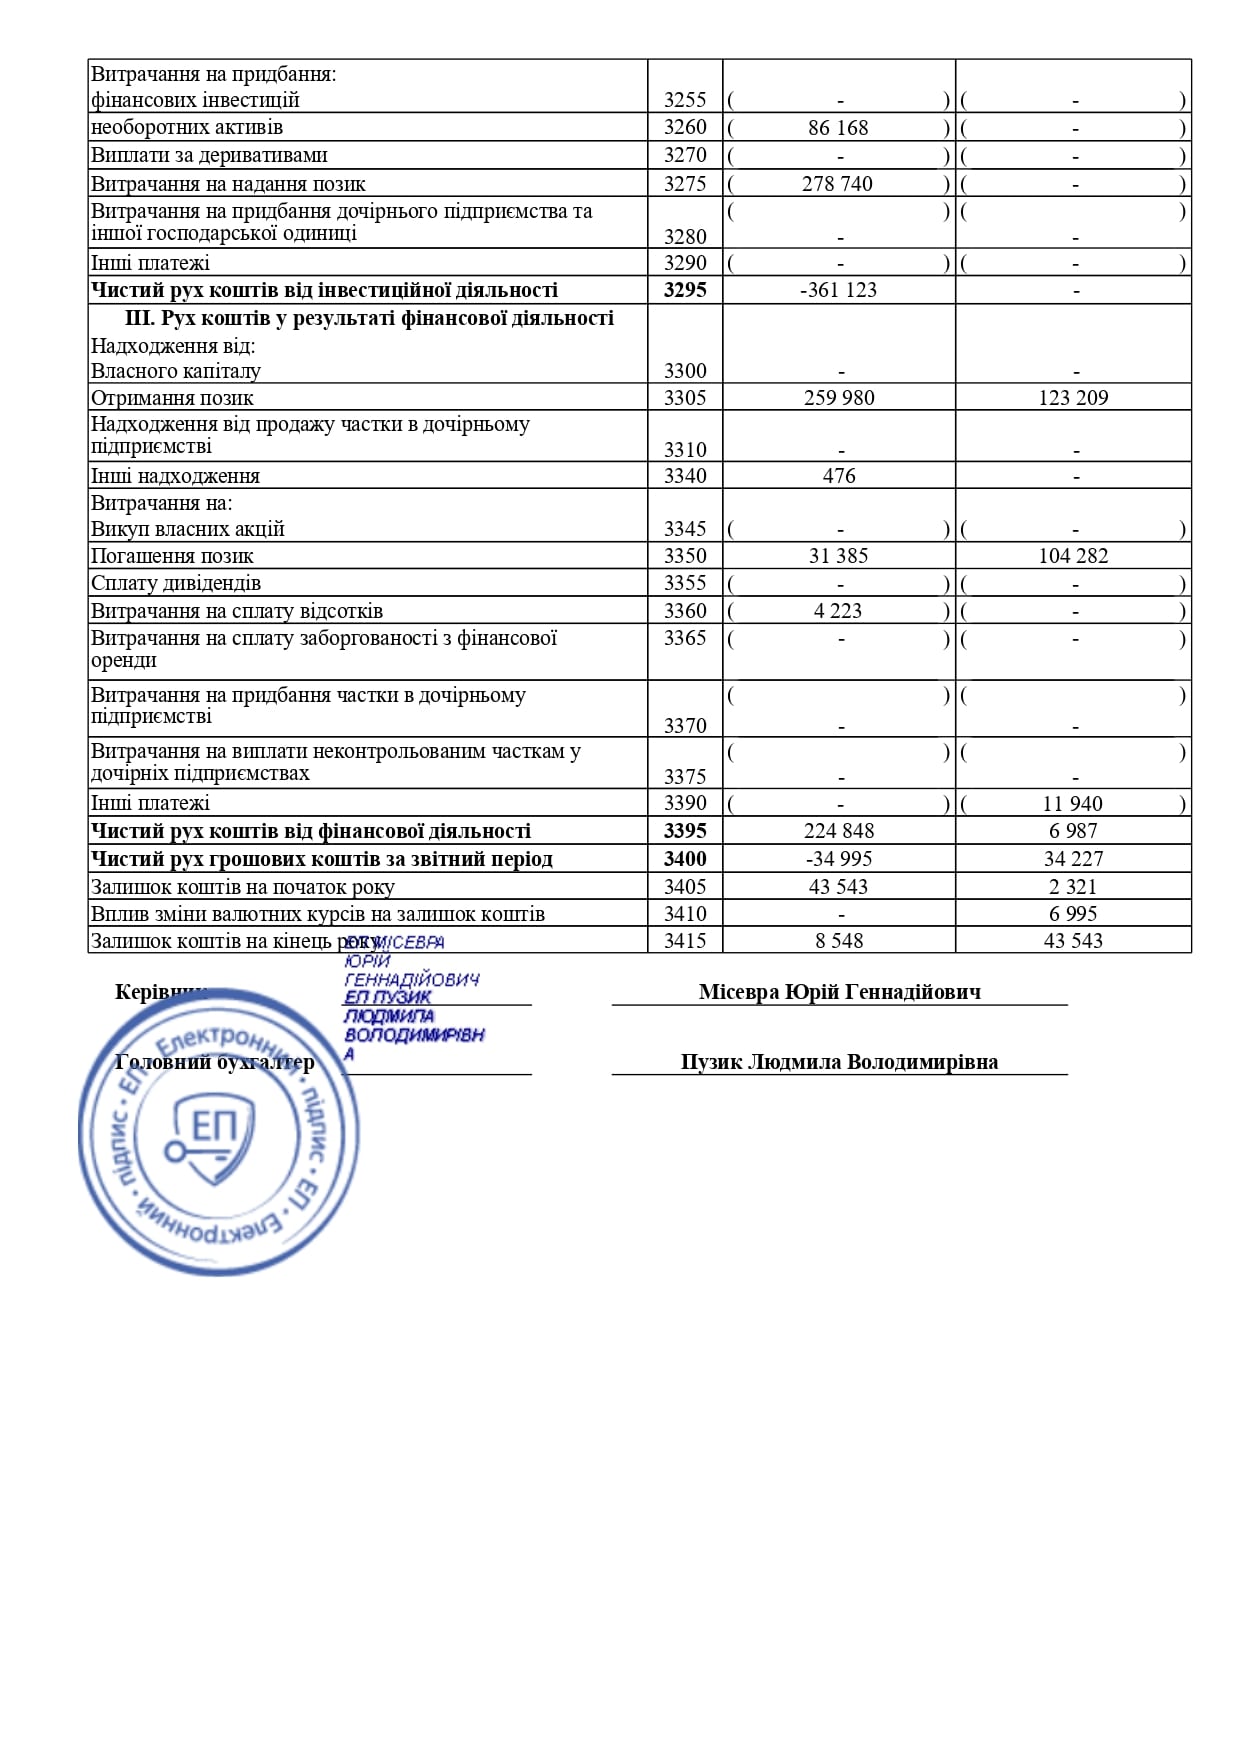 Витрачання на придбання:
фінансових інвестицій 3255 ( - ) ( - )
необоротних активів 3260 ( 86 168 ) ( - )
Виплати за деривативами 3270 ( - ) ( - )
Витрачання на надання позик 3275 ( 278 740 ) ( - )
Витрачання на придбання дочірнього підприємства та
іншої господарської одиниці 3280 ( - ) ( - )
Інші платежі 3290 ( - ) ( - )
Чистий рух коштів від інвестиційної діяльності 3295 -361 123 -
III. Рух коштів у результаті фінансової діяльності
Надходження від:
Власного капіталу 3300 - -
Отримання позик 3305 259 980 123 209
Надходження від продажу частки в дочірньому
підприємстві 3310 - -
Інші надходження 3340 476 -
Витрачання на:
Викуп власних акцій 3345 ( - ) ( - )
Погашення позик 3350 31 385 104 282
Сплату дивідендів 3355 ( - ) ( - )
Витрачання на сплату відсотків 3360 ( 4 223 ) ( - )
Витрачання на сплату заборгованості з фінансової 3365 ( - ) ( - )
оренди
Витрачання на придбання частки в дочірньому
підприємстві 3370 ( - ) ( - )
Витрачання на виплати неконтрольованим часткам у
дочірніх підприємствах 3375 ( - ) ( - )
Інші платежі 3390 ( - ) ( 11 940 )
Чистий рух коштів від фінансової діяльності 3395 224 848 6 987
Чистий рух грошових коштів за звітний період 3400 -34 995 34 227
Залишок коштів на початок року 3405 43 543 2 321
Вплив зміни валютних курсів на залишок коштів 3410 - 6 995
Залишок коштів на кінець року 3415 8 548 43 543
ЕП МІСЕВРА
ЮРІЙ
ГЕННАДІЙОВИЧ
Керівник Місевра Юрій Геннадійович
ЕП ПУЗИК
ЛЮДМИЛА
ВОЛОДИМИРІВН
А
Головний бухгалтер Пузик Людмила Володимирівна
ЕП • Електронний • підпис • ЕП • Електронний • підпис •
ЕП